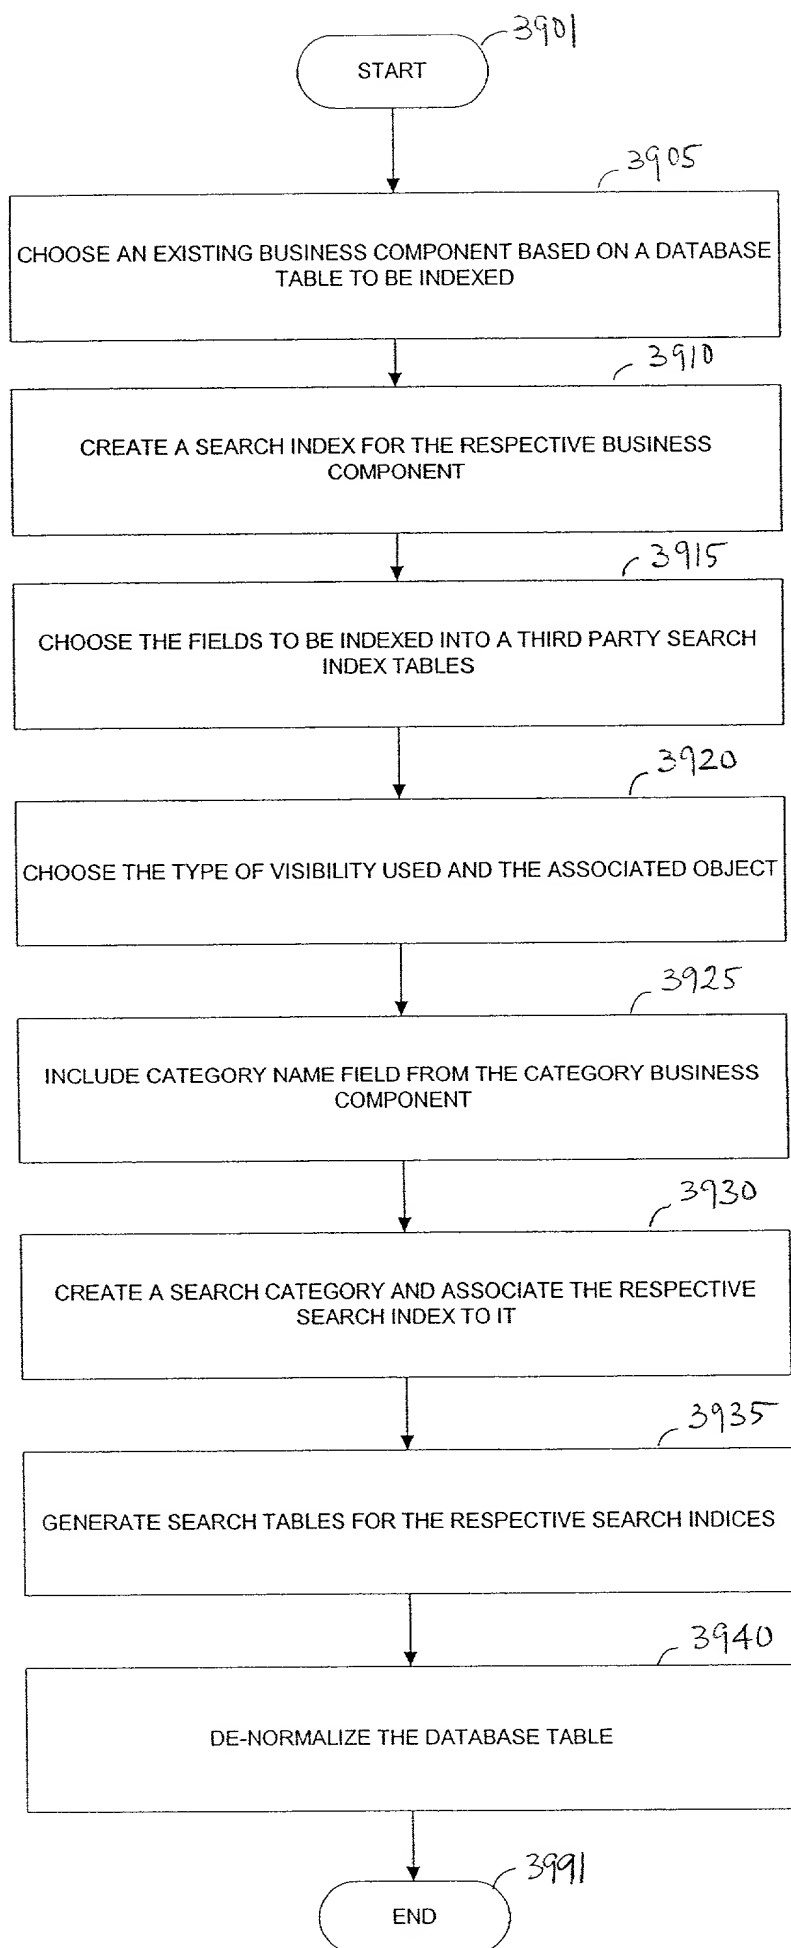 3901
START
3905
CHOOSE AN EXISTING BUSINESS COMPONENT BASED ON A DATABASE
TABLE TO BE INDEXED
3910
CREATE A SEARCH INDEX FOR THE RESPECTIVE BUSINESS
COMPONENT
3915
CHOOSE THE FIELDS TO BE INDEXED INTO A THIRD PARTY SEARCH
INDEX TABLES
3920
CHOOSE THE TYPE OF VISIBILITY USED AND THE ASSOCIATED OBJECT
3925
INCLUDE CATEGORY NAME FIELD FROM THE CATEGORY BUSINESS
COMPONENT
3930
CREATE A SEARCH CATEGORY AND ASSOCIATE THE RESPECTIVE
SEARCH INDEX TO IT
3935
GENERATE SEARCH TABLES FOR THE RESPECTIVE SEARCH INDICES
3940
DE-NORMALIZE THE DATABASE TABLE
3991
END